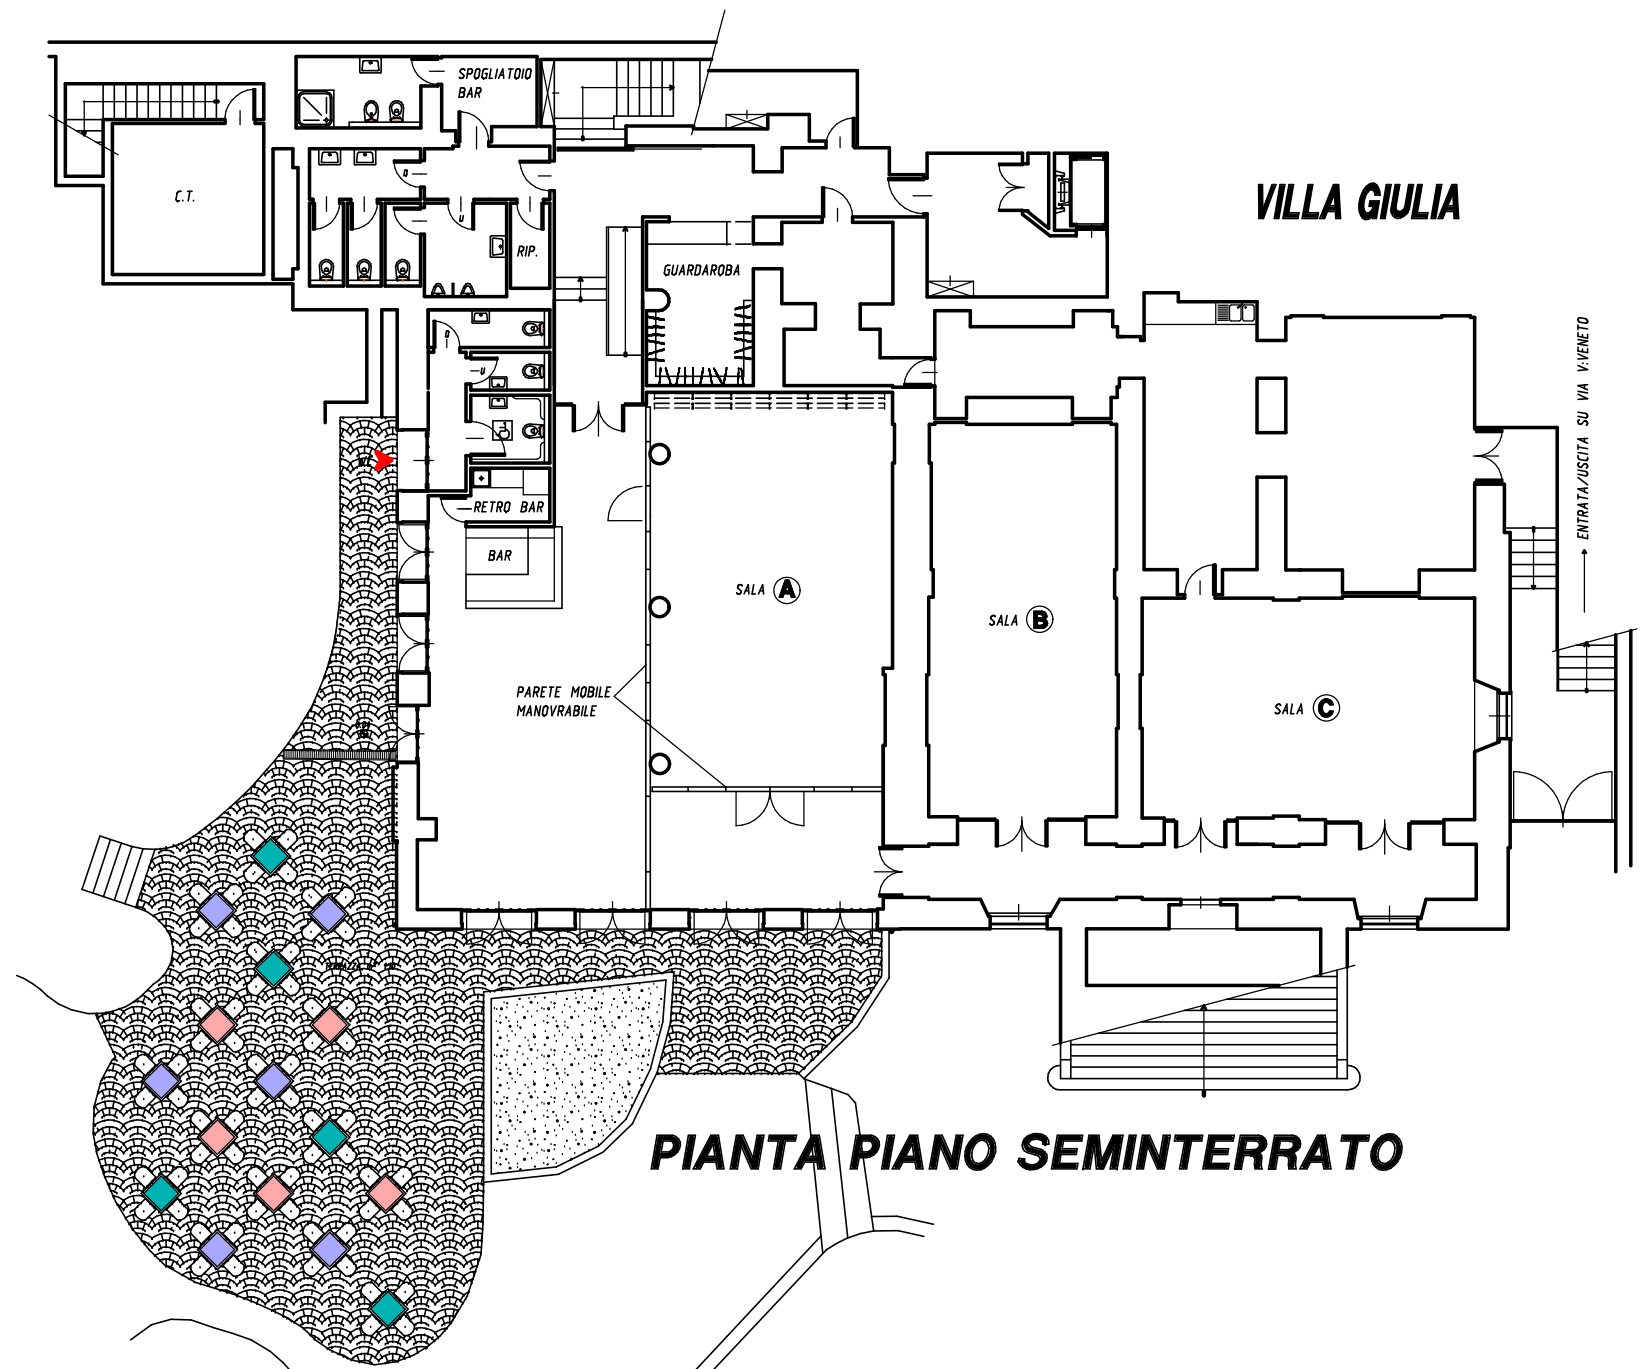 SPOGLIATOIO
BAR
C.T.
VILLA GIULIA
D
U
RIP.
GUARDAROBA
D
U
ENTRATA/USCITA SU VIA V:VENETO
RETRO BAR
BAR
SALA A
SALA B
PARETE MOBILE
MANOVRABILE
SALA C
TERRAZZA
PIANTA PIANO SEMINTERRATO